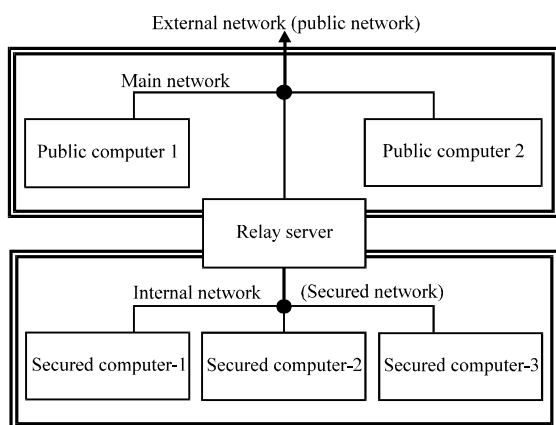 External network (public network)
Main network
Public computer 1
Public computer 2
Relay server
Internal network
(Secured network)
Secured computer-1
Secured computer-2
Secured computer-3